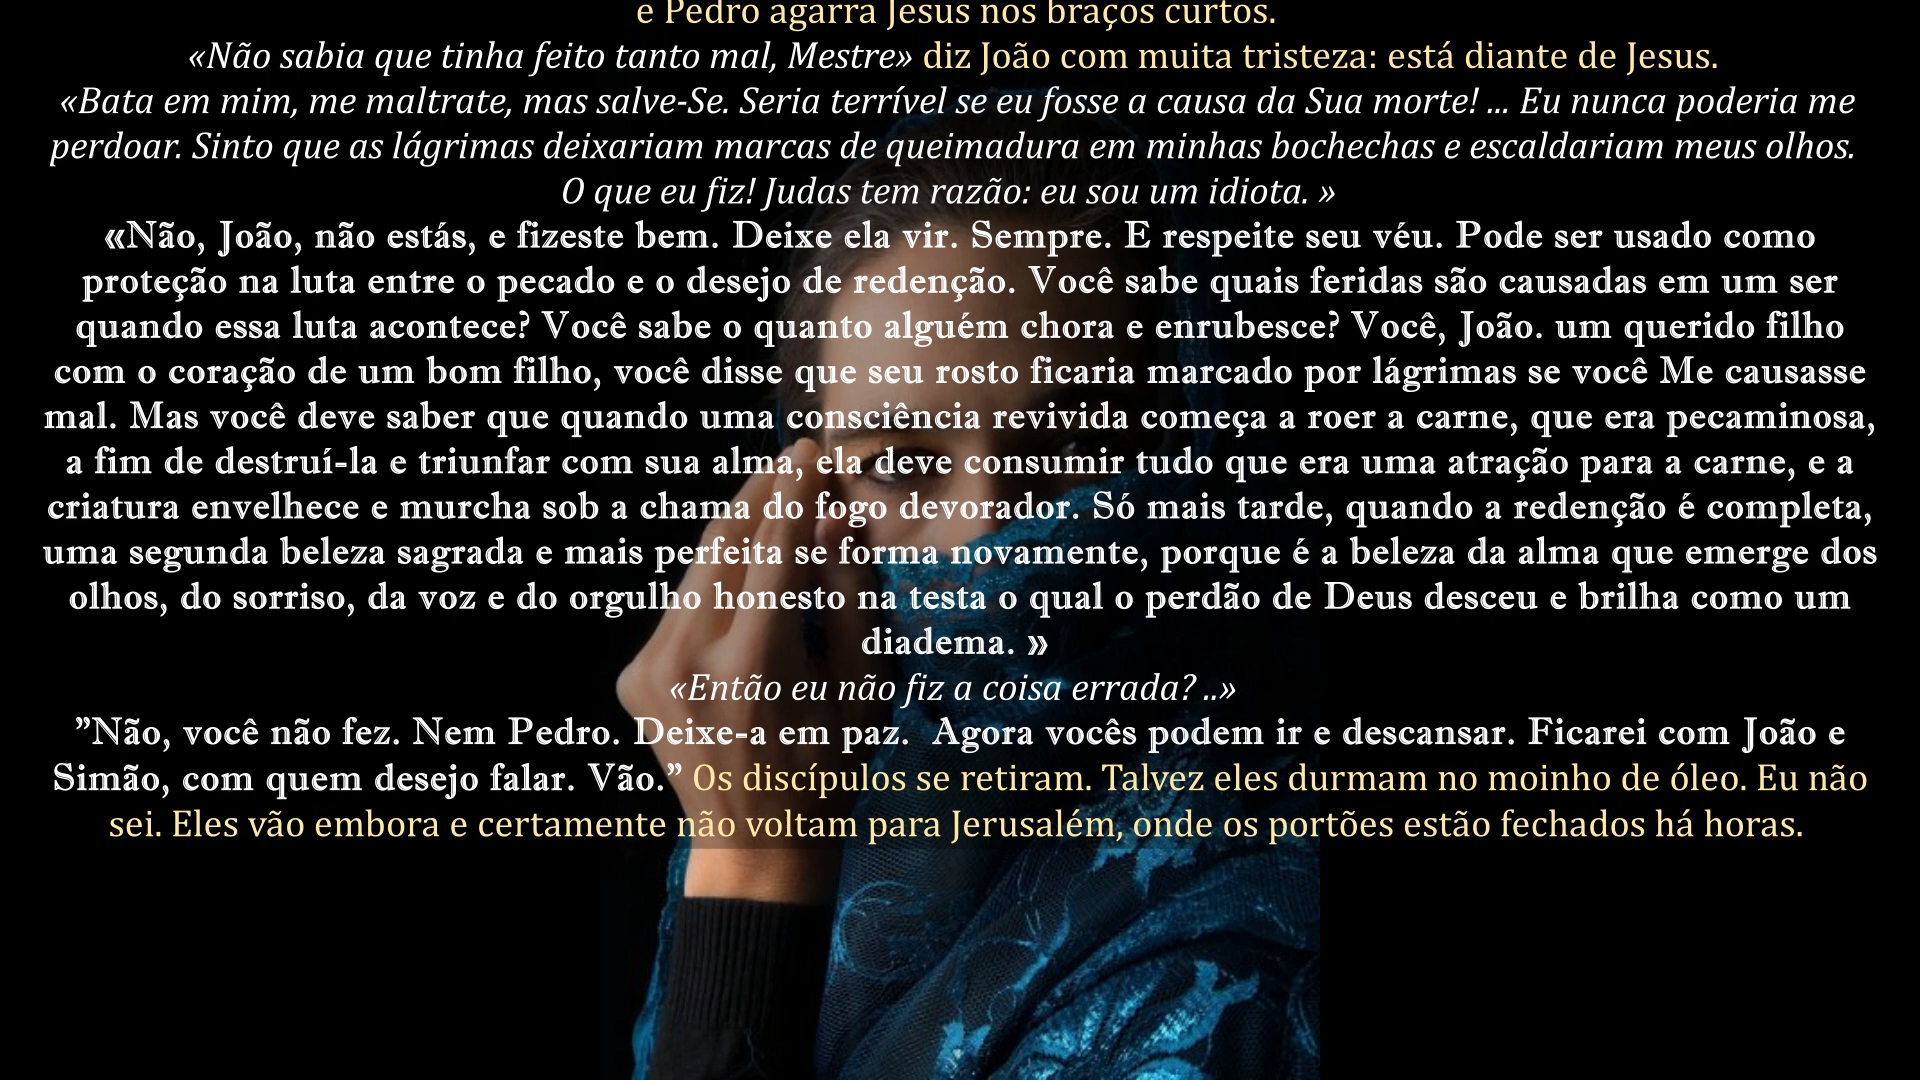 e Pedro agarra Jesus nos braços curtos.
«Não sabia que tinha feito tanto mal, Mestre» diz João com muita tristeza: está diante de Jesus.
«Bata em mim, me maltrate, mas salve-Se. Seria terrível se eu fosse a causa da Sua morte! ... Eu nunca poderia me
perdoar. Sinto que as lágrimas deixariam marcas de queimadura em minhas bochechas e escaldariam meus olhos.
O que eu fiz! Judas tem razão: eu sou um idiota. »
«Não, João, não estás, e fizeste bem. Deixe ela vir. Sempre. E respeite seu véu. Pode ser usado como
proteção na luta entre o pecado e o desejo de redenção. Você sabe quais feridas são causadas em um ser
quando essa luta acontece? Você sabe o quanto alguém chora e enrubesce? Você, João. um querido filho
com o coração de um bom filho, você disse que seu rosto ficaria marcado por lágrimas se você Me causasse
mal. Mas você deve saber que quando uma consciência revivida começa a roer a carne, que era pecaminosa,
a fim de destruí-la e triunfar com sua alma, ela deve consumir tudo que era uma atração para a carne, e a
criatura envelhece e murcha sob a chama do fogo devorador. Só mais tarde, quando a redenção é completa,
uma segunda beleza sagrada e mais perfeita se forma novamente, porque é a beleza da alma que emerge dos
olhos, do sorriso, da voz e do orgulho honesto na testa o qual o perdão de Deus desceu e brilha como um
diadema. »
«Então eu não fiz a coisa errada? ..»
”Não, você não fez. Nem Pedro. Deixe-a em paz.  Agora vocês podem ir e descansar. Ficarei com João e
Simão, com quem desejo falar. Vão.” Os discípulos se retiram. Talvez eles durmam no moinho de óleo. Eu não
sei. Eles vão embora e certamente não voltam para Jerusalém, onde os portões estão fechados há horas.